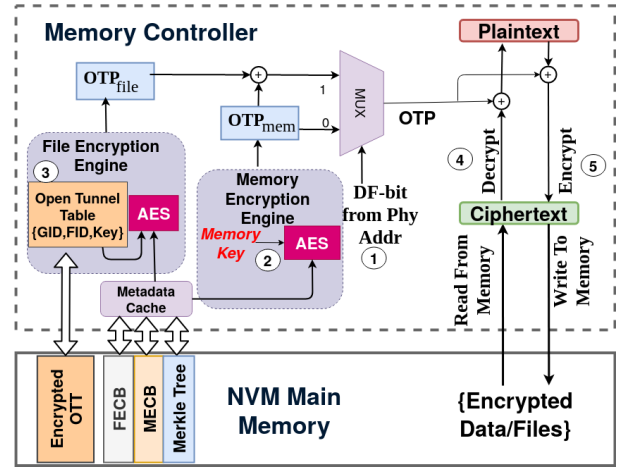 Memory Controller
Plaintext
OTPfile
+
1
MUX
+
+
OTPmem
0
OTP
File Encryption
Engine
3
Open Tunnel
Table
{GID,FID,Key}
AES
Memory
Encryption
Engine
Memory
Key
2
AES
DF-bit
from Phy
Addr
1
4
Decrypt
Encrypt
5
Ciphertext
Metadata
Cache
Read From
Memory
Write To
Memory
Encrypted
OTT
FECB
MECB
Merkle Tree
NVM Main
Memory
{Encrypted
Data/Files}